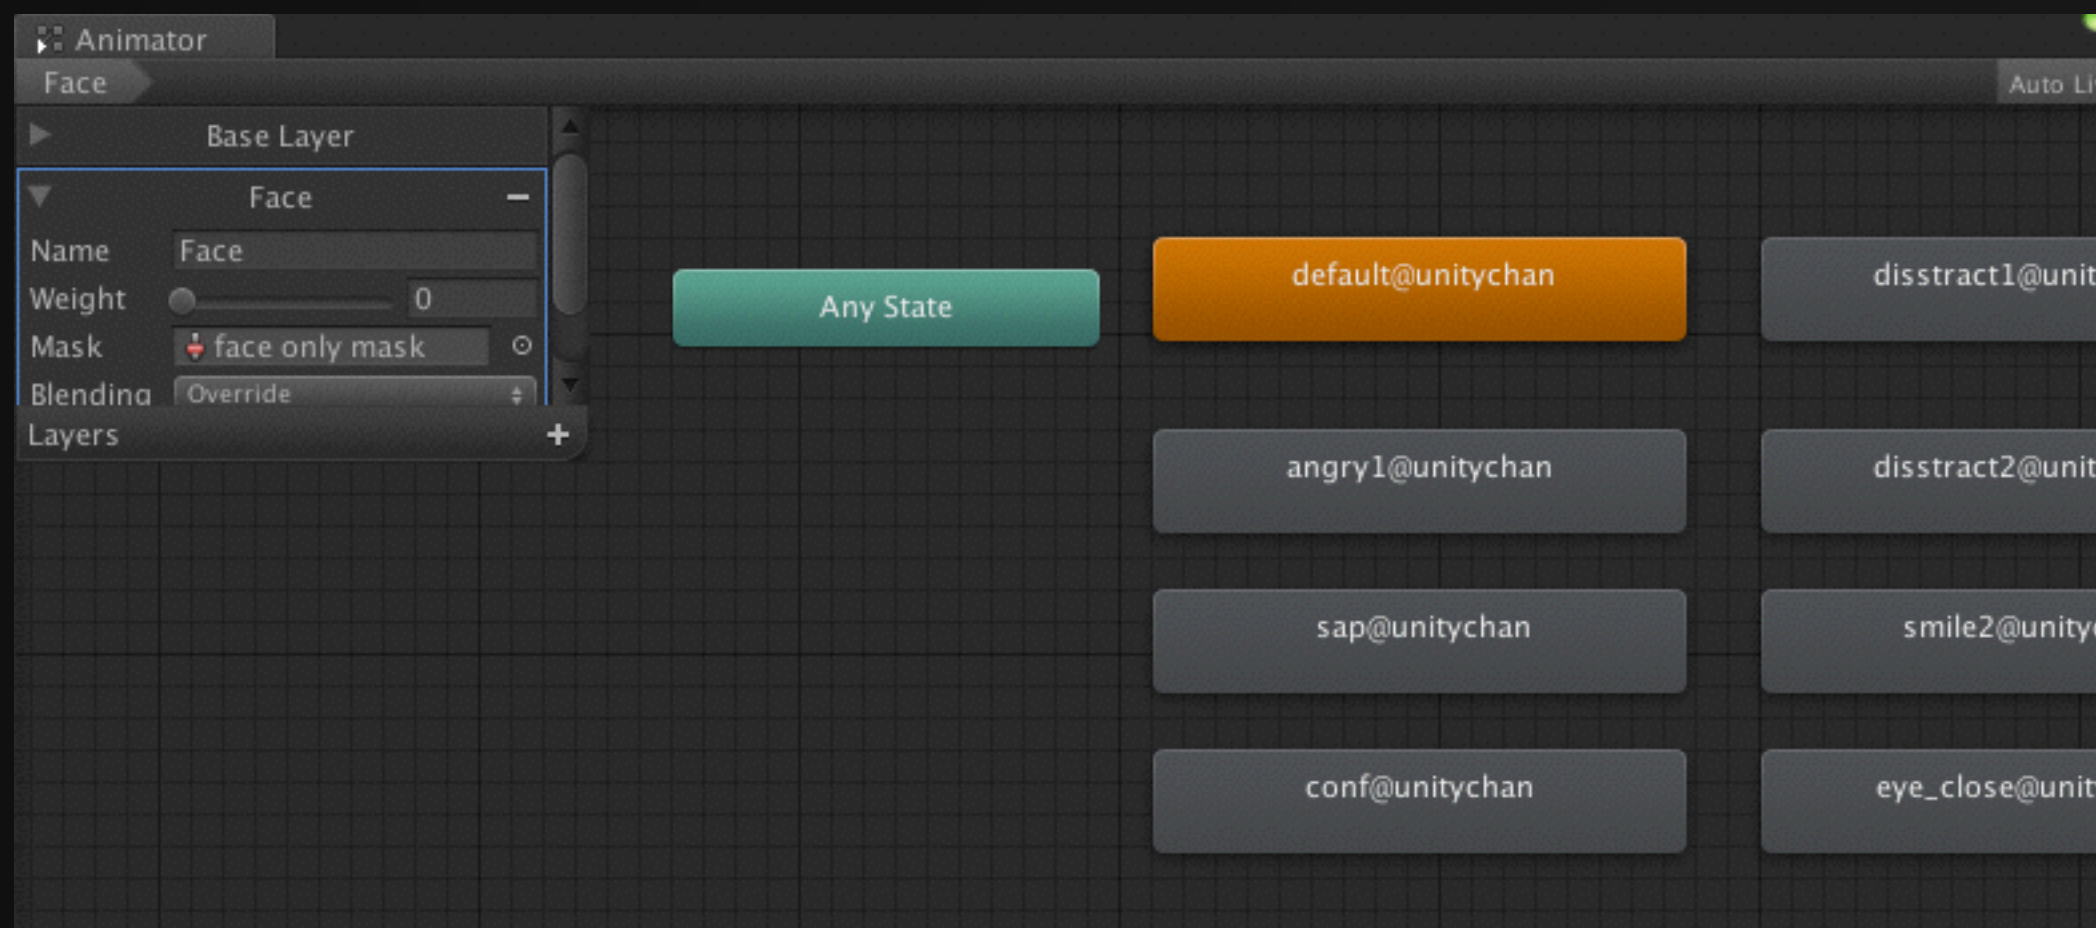 Animator
Face
Auto Li
Base Layer
Face
Name Face
Weight 0
Mask face only mask
Blending Override
Layers
Any State
default@unitychan
disstract1@unit
angry1@unitychan
disstract2@unit
sap@unitychan
smile2@unity
conf@unitychan
eye_close@unit